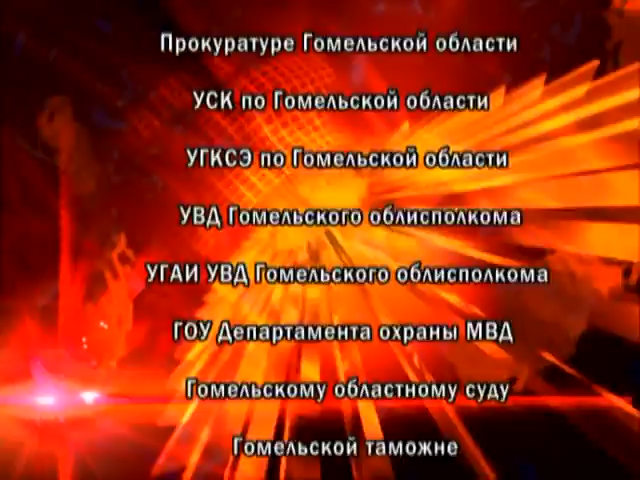 Прокуратуре Гомельской области
УСК по Гомельской области
УГКСЭ по Гомельской области
УВД Гомельского облисполкома
УГАИ УВД Гомельского облисполкома
ГОУ Департамента охраны МВД
Гомельскому областному суду
Гомельской таможне